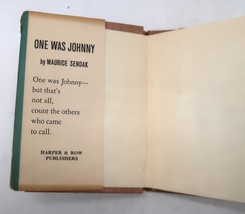 ONE WAS JOHNNY
by MAURICE SENDAK
One was Johnny—
but that's
not all,
count the others
who came
to call.
HARPER & ROW
PUBLISHERS